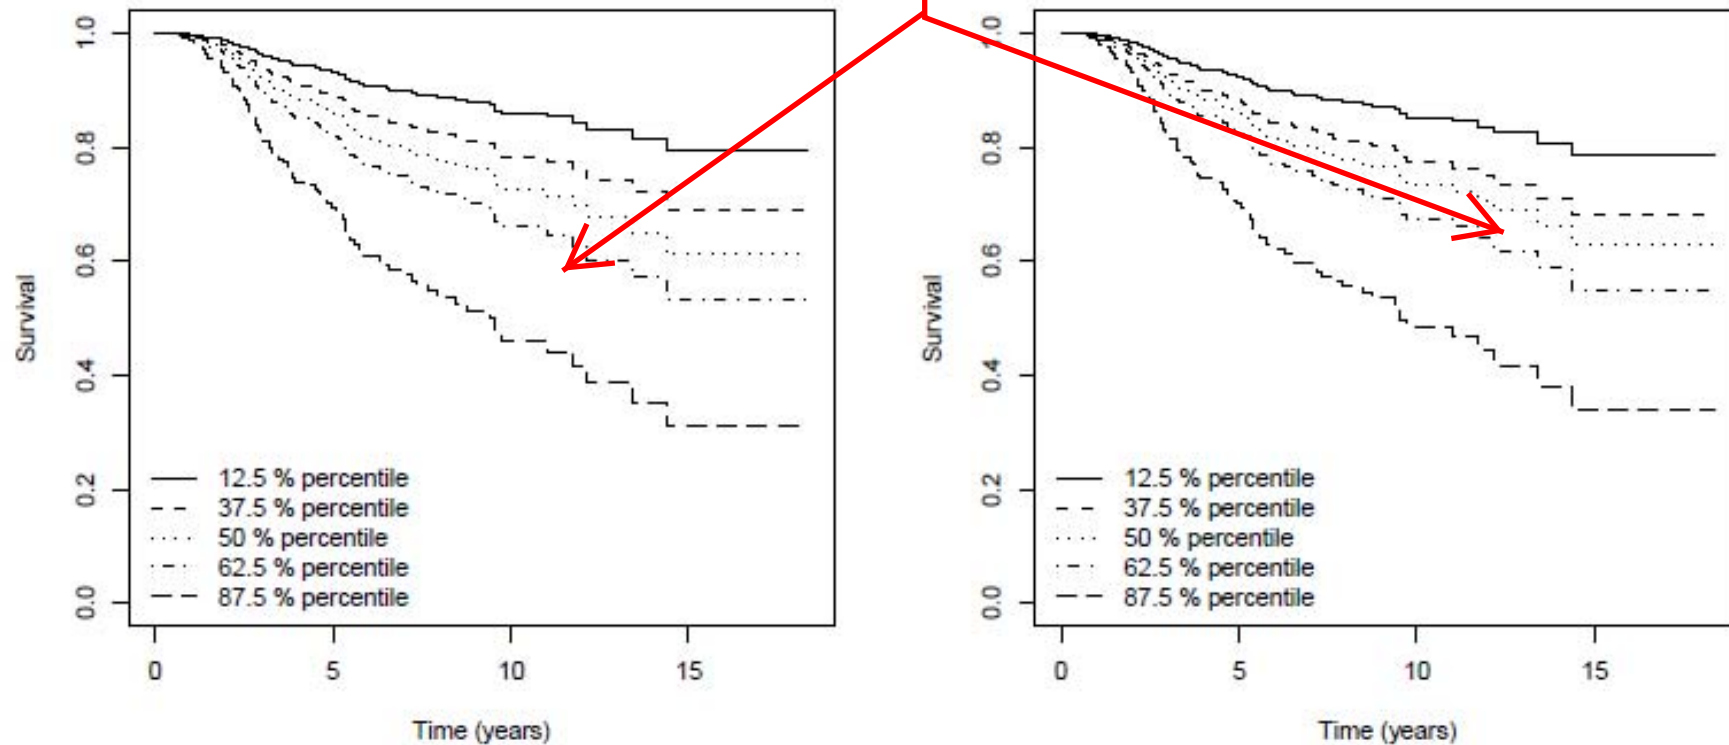 1.0
0.8
0.6
0.4
0.2
0.0
Survival
12.5 % percentile
37.5 % percentile
50 % percentile
62.5 % percentile
87.5 % percentile
0 5 10 15
Time (years)
1.0
0.8
0.6
0.4
0.2
0.0
Survival
12.5 % percentile
37.5 % percentile
50 % percentile
62.5 % percentile
87.5 % percentile
0 5 10 15
Time (years)